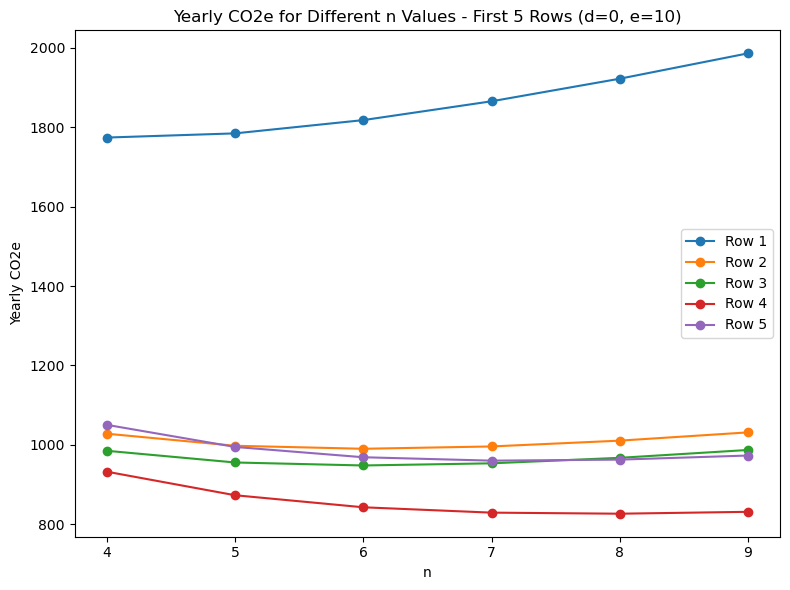 Yearly CO2e for Different n Values - First 5 Rows (d=0, e=10)
Yearly CO2e
2000
1800
1600
1400
1200
1000
800
Row 1
Row 2
Row 3
Row 4
Row 5
4 5 6 7 8 9
n